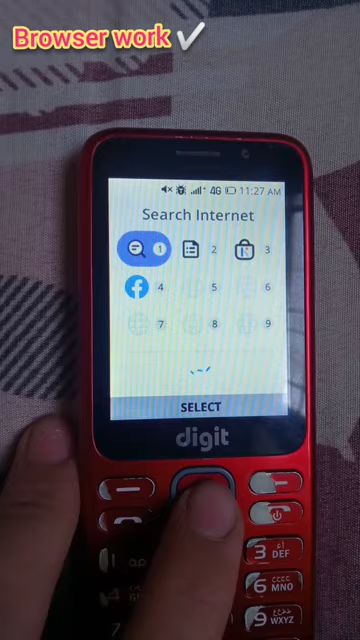 Browser work ✔
4G 11:27 AM
Search Internet
1 2 3
4 5 6
7 8 9
SELECT
digit
3 DEF
6 MNO
9 WXYZ